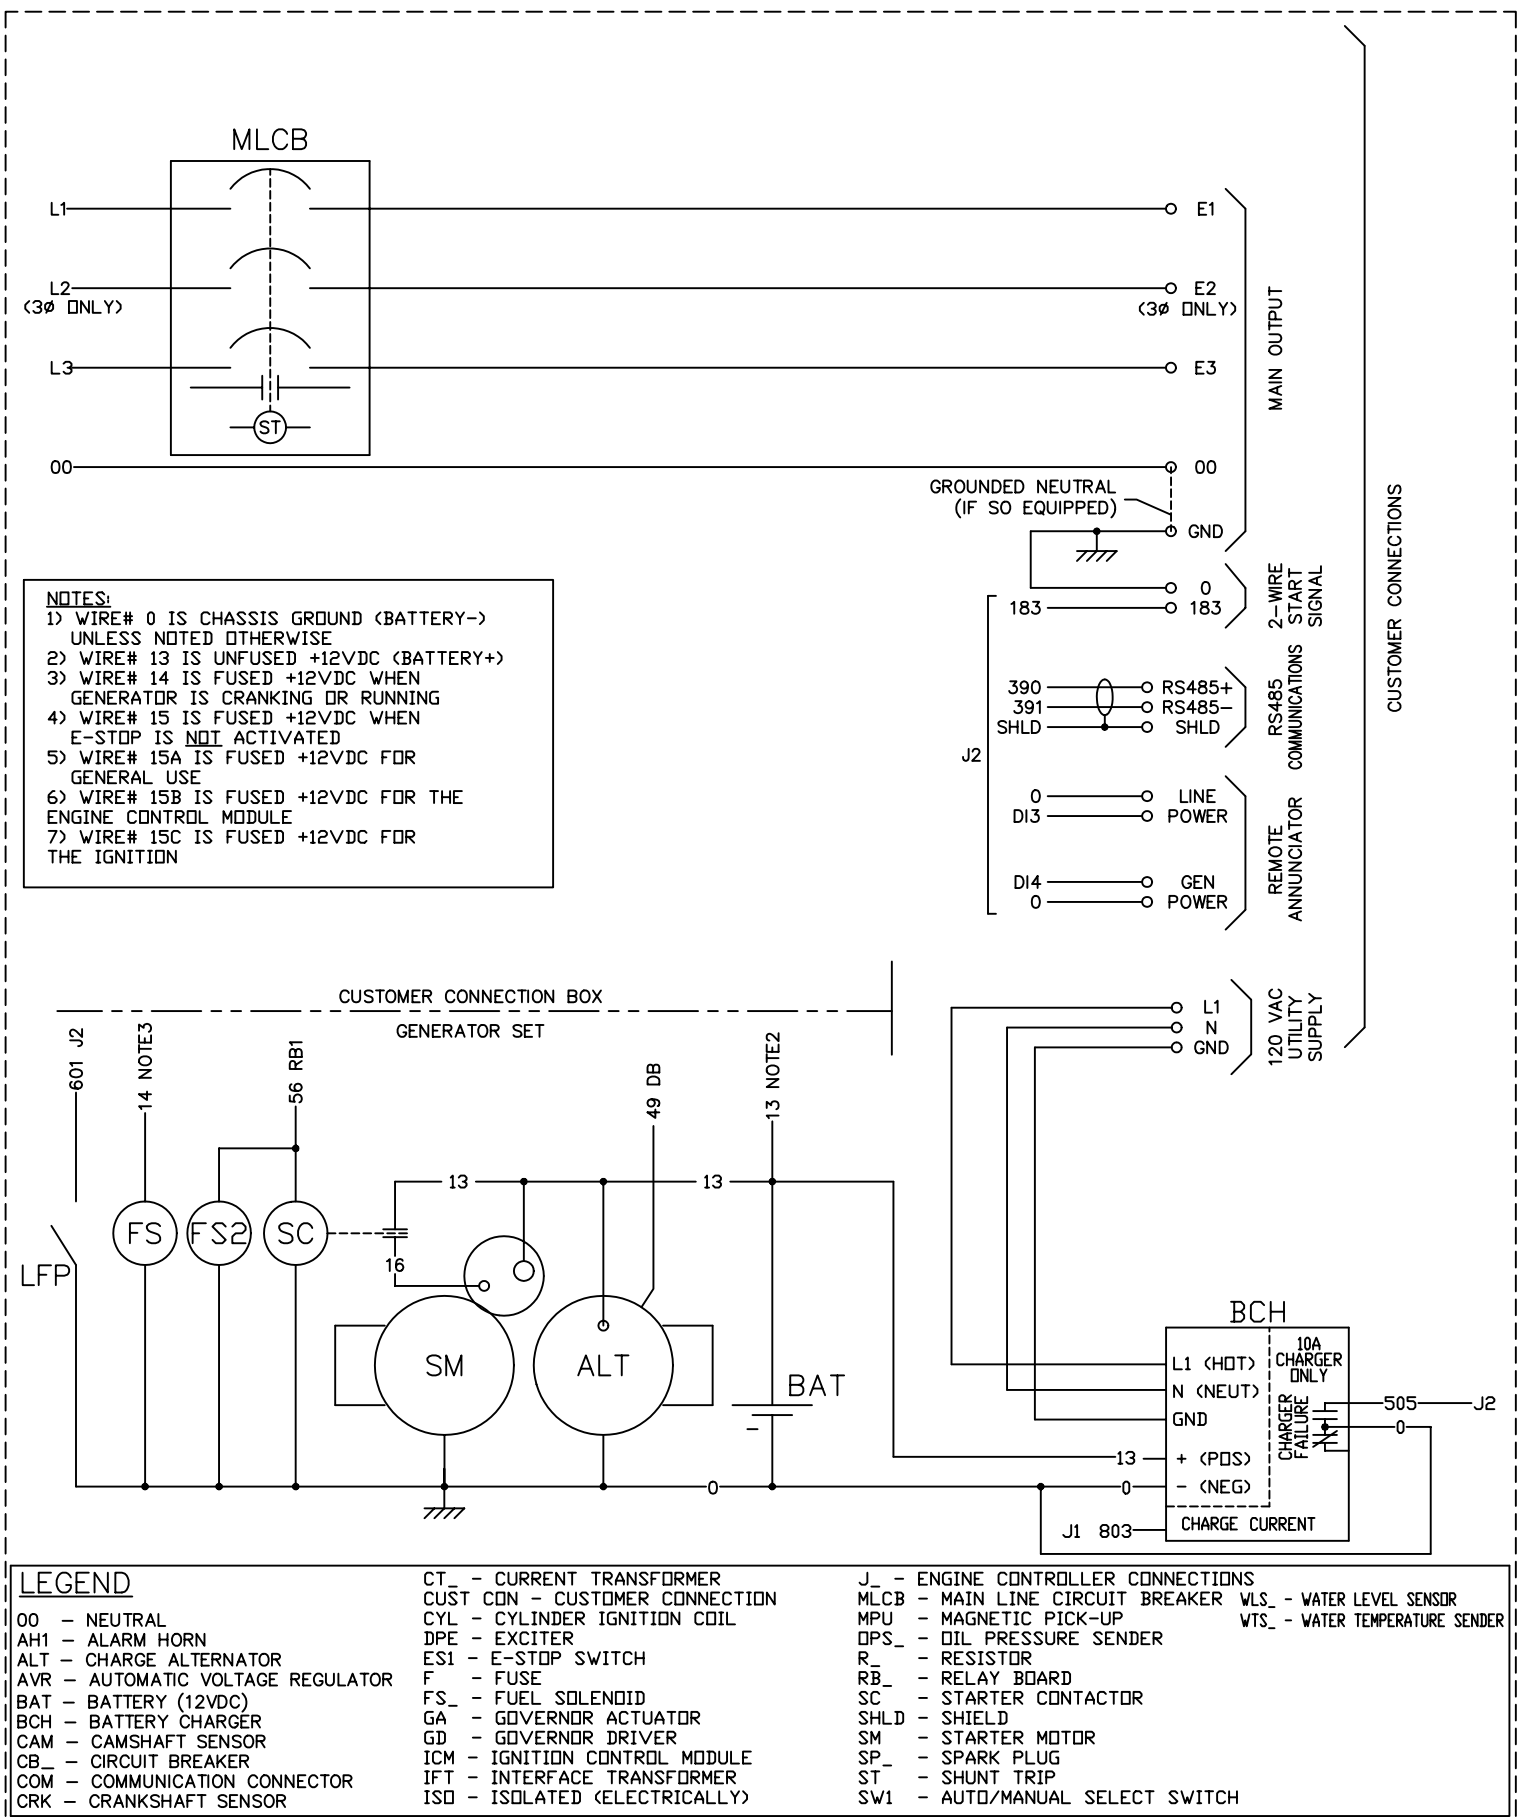 MLCB
L1
E1
L2
(3ø ONLY)
E2
(3ø ONLY)
L3
E3
ST
MAIN OUTPUT
00
00
GROUNDED NEUTRAL
(IF SO EQUIPPED)
GND
CUSTOMER CONNECTIONS
0
183
183
2-WIRE
START
SIGNAL
390
RS485+
391
RS485-
SHLD
SHLD
RS485
COMMUNICATIONS
J2
0
LINE
DI3
POWER
DI4
GEN
0
POWER
REMOTE
ANNUNCIATOR
NOTES:
1) WIRE# 0 IS CHASSIS GROUND (BATTERY-)
UNLESS NOTED OTHERWISE
2) WIRE# 13 IS UNFUSED +12VDC (BATTERY+)
3) WIRE# 14 IS FUSED +12VDC WHEN
GENERATOR IS CRANKING OR RUNNING
4) WIRE# 15 IS FUSED +12VDC WHEN
E-STOP IS NOT ACTIVATED
5) WIRE# 15A IS FUSED +12VDC FOR
GENERAL USE
6) WIRE# 15B IS FUSED +12VDC FOR THE
ENGINE CONTROL MODULE
7) WIRE# 15C IS FUSED +12VDC FOR
THE IGNITION
CUSTOMER CONNECTION BOX
GENERATOR SET
L1
N
GND
120 VAC
UTILITY
SUPPLY
601 J2
14 NOTE3
56 RB1
49 DB
13 NOTE2
13
13
FS
FS2
SC
16
LFP
SM
ALT
BAT
-
0
BCH
L1 (HOT)
N (NEUT)
GND
13
+ (POS)
0
- (NEG)
10A
CHARGER
ONLY
CHARGER
FAILURE
505
J2
0
J1 803
CHARGE CURRENT
LEGEND
00 - NEUTRAL
AH1 - ALARM HORN
ALT - CHARGE ALTERNATOR
AVR - AUTOMATIC VOLTAGE REGULATOR
BAT - BATTERY (12VDC)
BCH - BATTERY CHARGER
CAM - CAMSHAFT SENSOR
CB_ - CIRCUIT BREAKER
COM - COMMUNICATION CONNECTOR
CRK - CRANKSHAFT SENSOR
CT_ - CURRENT TRANSFORMER
CUST CON - CUSTOMER CONNECTION
CYL - CYLINDER IGNITION COIL
DPE - EXCITER
ES1 - E-STOP SWITCH
F - FUSE
FS_ - FUEL SOLENOID
GA - GOVERNOR ACTUATOR
GD - GOVERNOR DRIVER
ICM - IGNITION CONTROL MODULE
IFT - INTERFACE TRANSFORMER
ISO - ISOLATED (ELECTRICALLY)
J_ - ENGINE CONTROLLER CONNECTIONS
MLCB - MAIN LINE CIRCUIT BREAKER
MPU - MAGNETIC PICK-UP
OPS_ - OIL PRESSURE SENDER
R_ - RESISTOR
RB_ - RELAY BOARD
SC - STARTER CONTACTOR
SHLD - SHIELD
SM - STARTER MOTOR
SP_ - SPARK PLUG
ST - SHUNT TRIP
SW1 - AUTO/MANUAL SELECT SWITCH
WLS_ - WATER LEVEL SENSOR
WTS_ - WATER TEMPERATURE SENDER